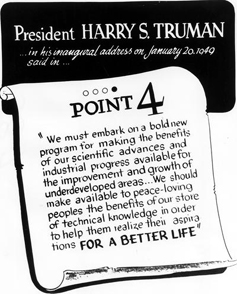 President HARRY S. TRUMAN
...in his inaugural address on January 20, 1949
said in ...
POINT 4
"We must embark on a bold new
program for making the benefits
of our scientific advances and
industrial progress available for
the improvement and growth of
underdeveloped areas...We should
make available to peace-loving
peoples the benefits of our store
of technical knowledge in order
to help them realize their aspira
tions FOR A BETTER LIFE"